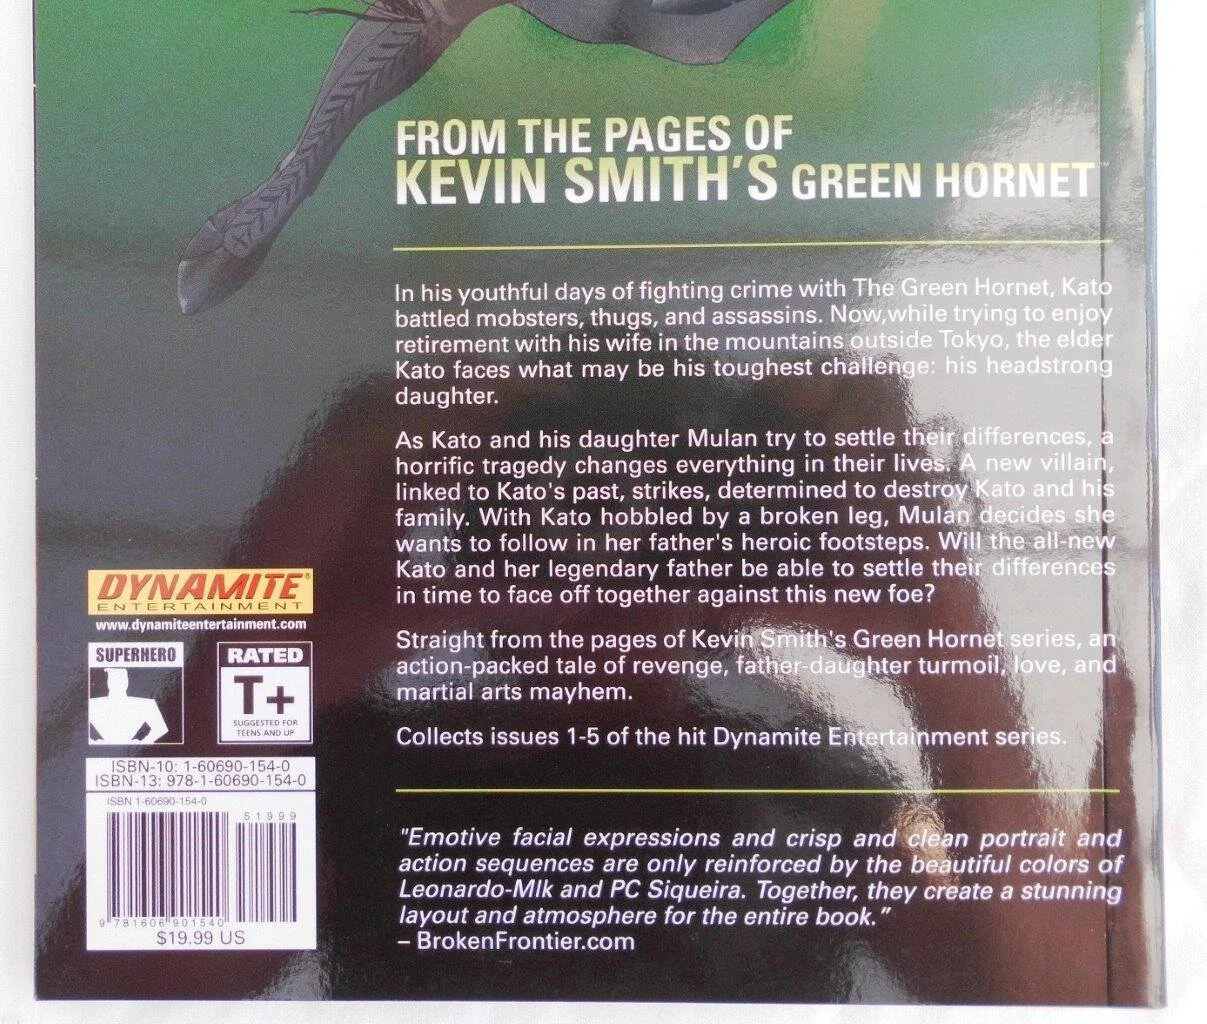 FROM THE PAGES OF
KEVIN SMITH'S GREEN HORNET™
In his youthful days of fighting crime with The Green Hornet, Kato
battled mobsters, thugs, and assassins. Now,while trying to enjoy
retirement with his wife in the mountains outside Tokyo, the elder
Kato faces what may be his toughest challenge: his headstrong
daughter.
As Kato and his daughter Mulan try to settle their differences, a
horrific tragedy changes everything in their lives. A new villain,
linked to Kato's past, strikes, determined to destroy Kato and his
family. With Kato hobbled by a broken leg, Mulan decides she
wants to follow in her father's heroic footsteps. Will the all-new
Kato and her legendary father be able to settle their differences
in time to face off together against this new foe?
Straight from the pages of Kevin Smith's Green Hornet series, an
action-packed tale of revenge, father-daughter turmoil, love, and
martial arts mayhem.
Collects issues 1-5 of the hit Dynamite Entertainment series.
"Emotive facial expressions and crisp and clean portrait and
action sequences are only reinforced by the beautiful colors of
Leonardo-Mlk and PC Siqueira. Together, they create a stunning
layout and atmosphere for the entire book."
– BrokenFrontier.com
DYNAMITE®
ENTERTAINMENT
www.dynamiteentertainment.com
SUPERHERO
RATED
T+
SUGGESTED FOR
TEENS AND UP
ISBN-10: 1-60690-154-0
ISBN-13: 978-1-60690-154-0
ISBN 1-60690-154-0
51999
9 781606 901540
$19.99 US